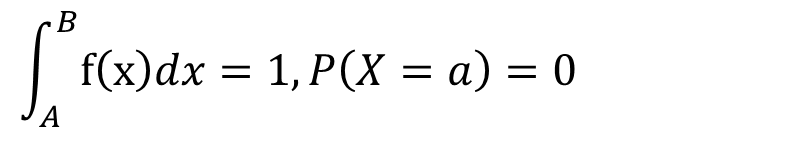 ∫_A^B f(x)dx = 1, P(X = a) = 0